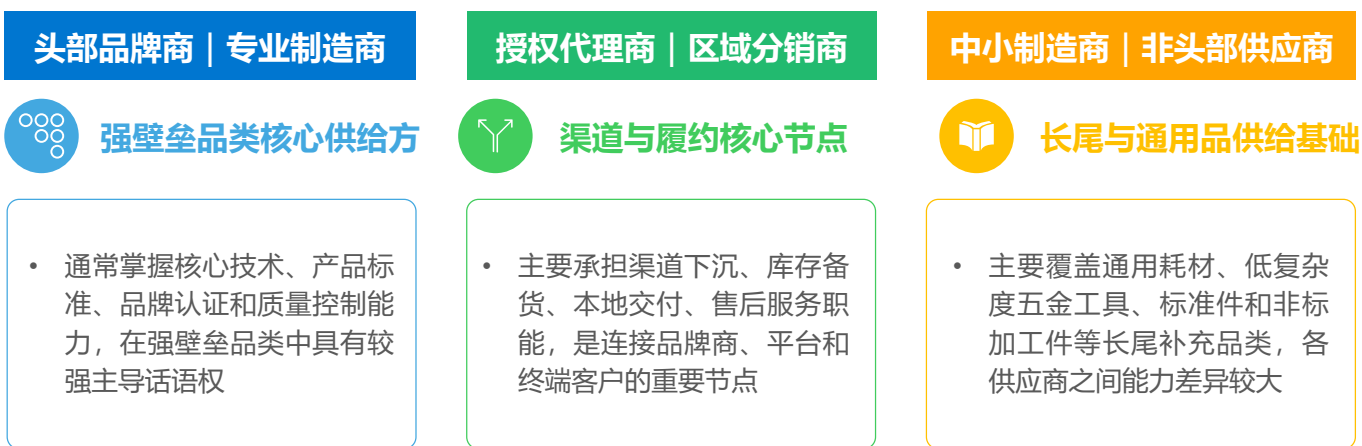 头部品牌商｜专业制造商
强壁垒品类核心供给方
• 通常掌握核心技术、产品标
准、品牌认证和质量控制能
力，在强壁垒品类中具有较
强主导话语权
授权代理商｜区域分销商
渠道与履约核心节点
• 主要承担渠道下沉、库存备
货、本地交付、售后服务职
能，是连接品牌商、平台和
终端客户的重要节点
中小制造商｜非头部供应商
长尾与通用品供给基础
• 主要覆盖通用耗材、低复杂
度五金工具、标准件和非标
加工件等长尾补充品类，各
供应商之间能力差异较大